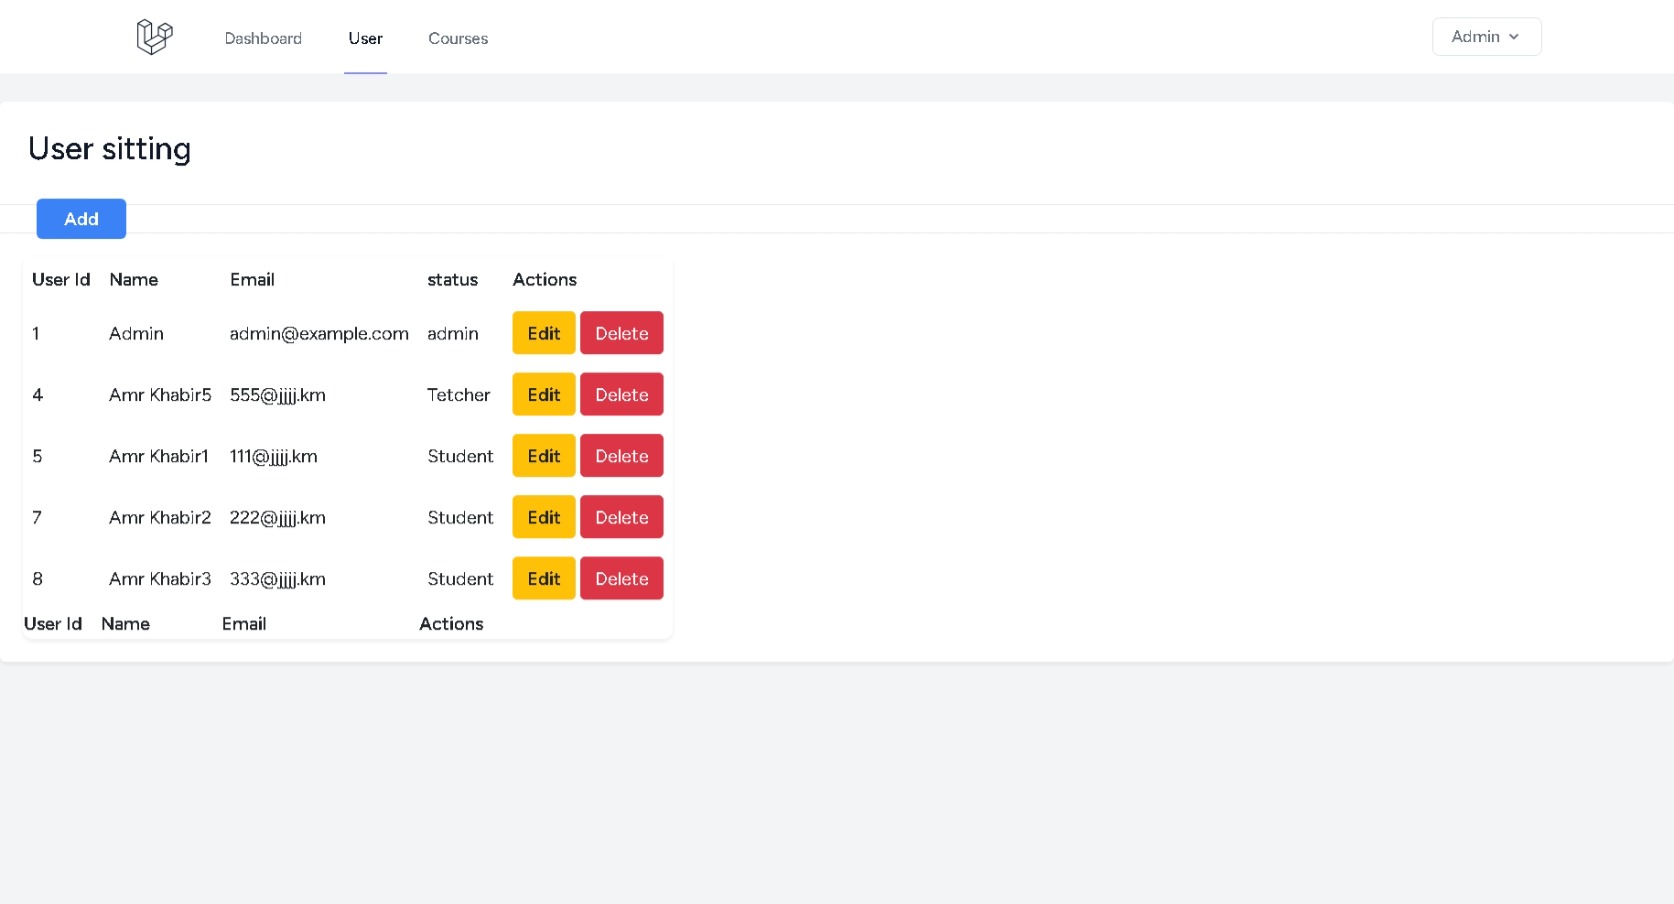 Dashboard User Courses Admin
User sitting
Add
User Id Name Email status Actions
1 Admin admin@example.com admin Edit Delete
4 Amr Khabir5 555@jjjj.km Tetcher Edit Delete
5 Amr Khabir1 111@jjjj.km Student Edit Delete
7 Amr Khabir2 222@jjjj.km Student Edit Delete
8 Amr Khabir3 333@jjjj.km Student Edit Delete
User Id Name Email Actions